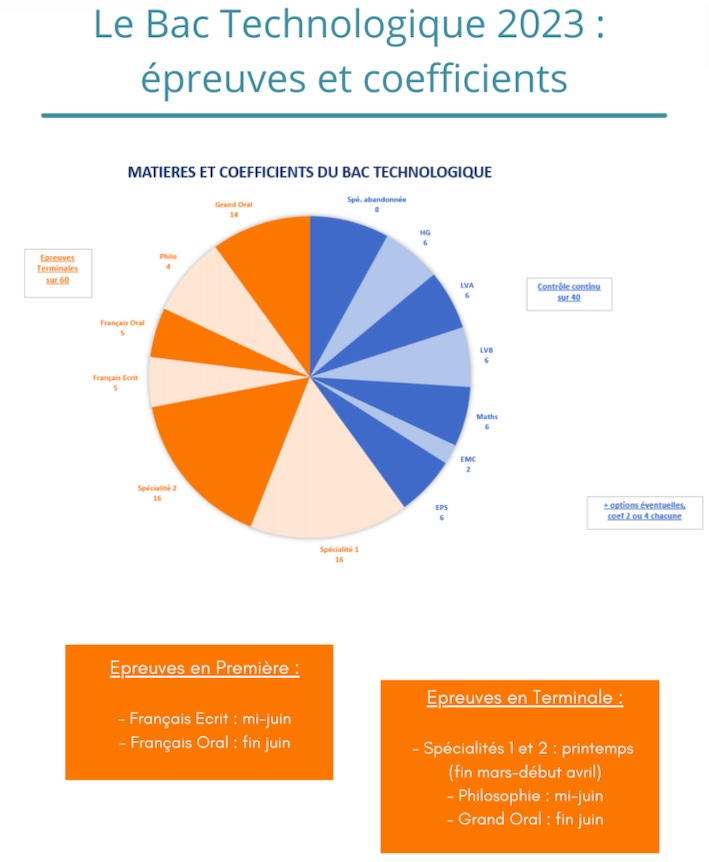 Le Bac Technologique 2023 :
épreuves et coefficients
MATIERES ET COEFFICIENTS DU BAC TECHNOLOGIQUE
Grand Oral
14
Spé. abandonnée
8
HG
6
Philo
4
LVA
6
Epreuves
Terminales
sur 60
Contrôle continu
sur 40
Français Oral
5
LVB
6
Français Ecrit
5
Maths
6
EMC
2
Spécialité 2
16
EPS
6
+ options éventuelles,
coef 2 ou 4 chacune
Spécialité 1
16
Epreuves en Première :
- Français Ecrit : mi-juin
- Français Oral : fin juin
Epreuves en Terminale :
- Spécialités 1 et 2 : printemps
(fin mars-début avril)
- Philosophie : mi-juin
- Grand Oral : fin juin